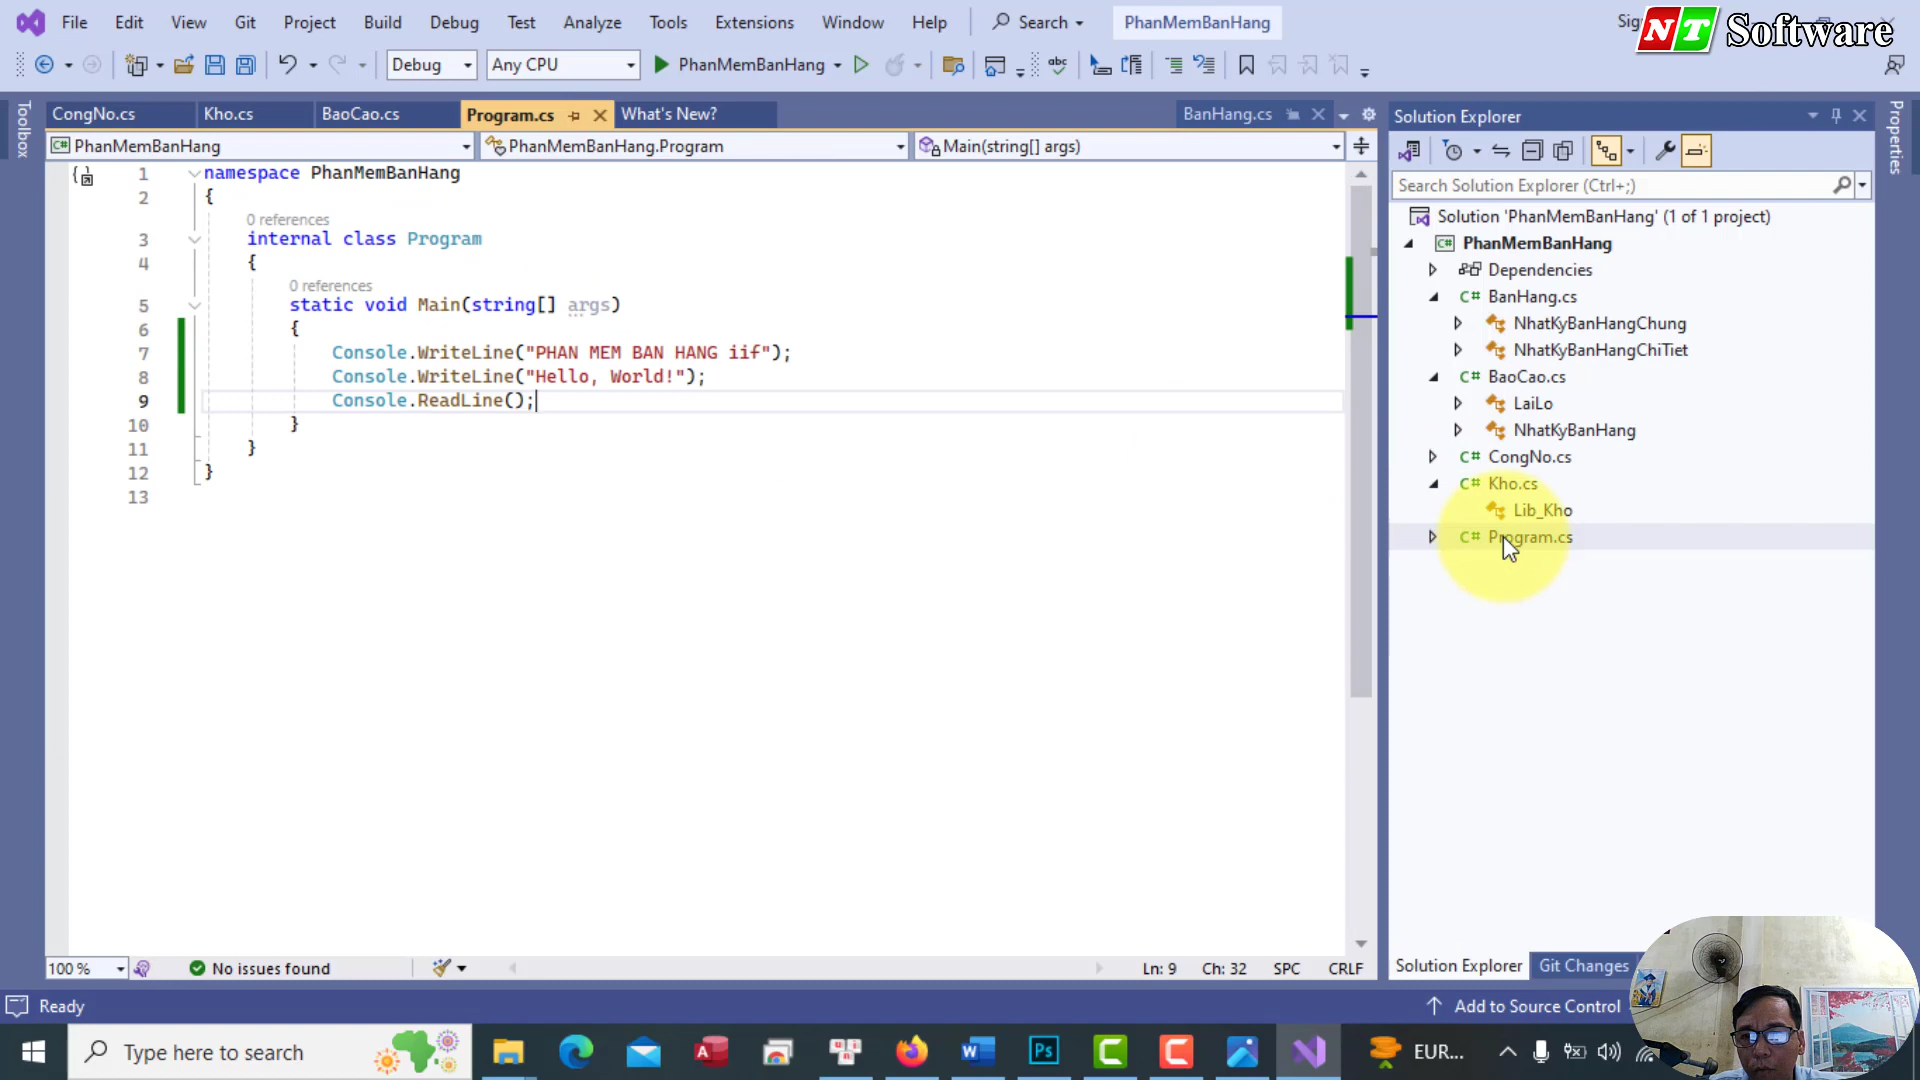 File Edit View Git Project Build Debug Test Analyze Tools Extensions Window Help Search PhanMemBanHang
NT Software
Debug Any CPU PhanMemBanHang
Toolbox
CongNo.cs Kho.cs BaoCao.cs Program.cs What's New? BanHang.cs
PhanMemBanHang PhanMemBanHang.Program Main(string[] args)
1 namespace PhanMemBanHang
2 {
0 references
3 internal class Program
4 {
0 references
5 static void Main(string[] args)
6 {
7 Console.WriteLine("PHAN MEM BAN HANG iif");
8 Console.WriteLine("Hello, World!");
9 Console.ReadLine();
10 }
11 }
12 }
13
100 % No issues found Ln: 9 Ch: 32 SPC CRLF
Solution Explorer
Search Solution Explorer (Ctrl+;)
Solution 'PhanMemBanHang' (1 of 1 project)
PhanMemBanHang
Dependencies
C# BanHang.cs
NhatKyBanHangChung
NhatKyBanHangChiTiet
C# BaoCao.cs
LaiLo
NhatKyBanHang
C# CongNo.cs
C# Kho.cs
Lib_Kho
C# Program.cs
Solution Explorer Git Changes
Properties
Ready Add to Source Control
Type here to search EUR...